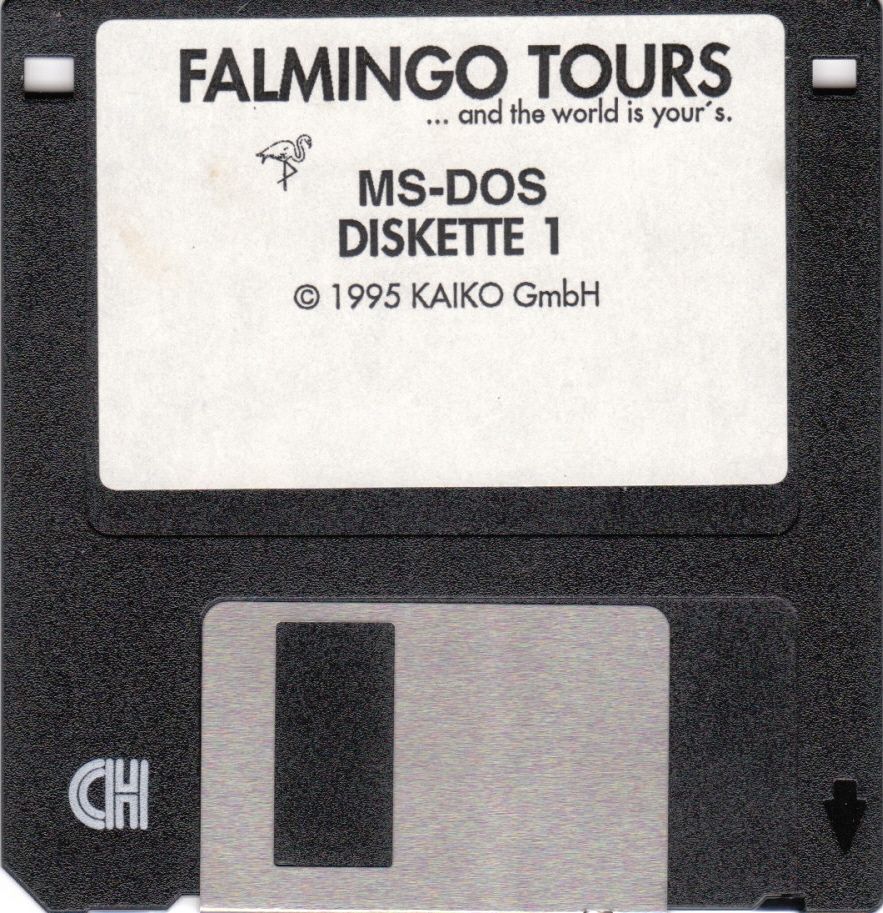 FALMINGO TOURS
... and the world is your´s.
MS-DOS
DISKETTE 1
© 1995 KAIKO GmbH
CH